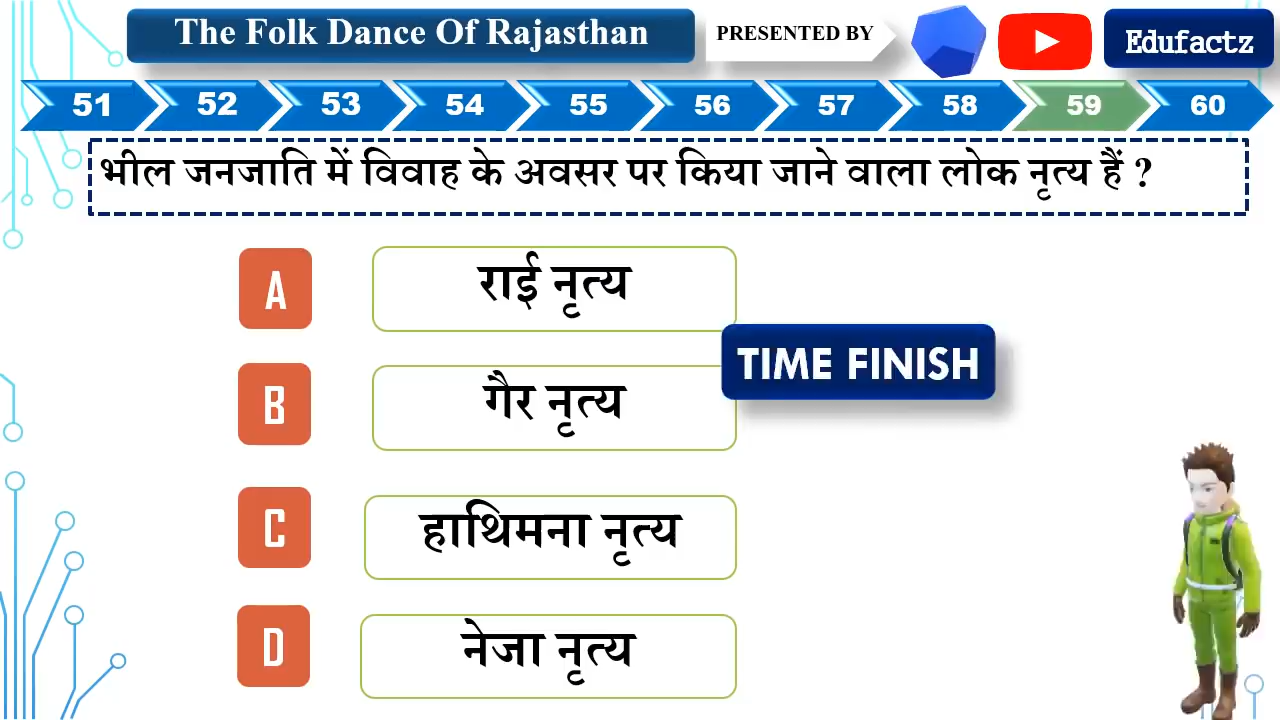 The Folk Dance Of Rajasthan
PRESENTED BY
Edufactz
51 52 53 54 55 56 57 58 59 60
भील जनजाति में विवाह के अवसर पर किया जाने वाला लोक नृत्य हैं ?
A राई नृत्य
TIME FINISH
B गैर नृत्य
C हाथिमना नृत्य
D नेजा नृत्य